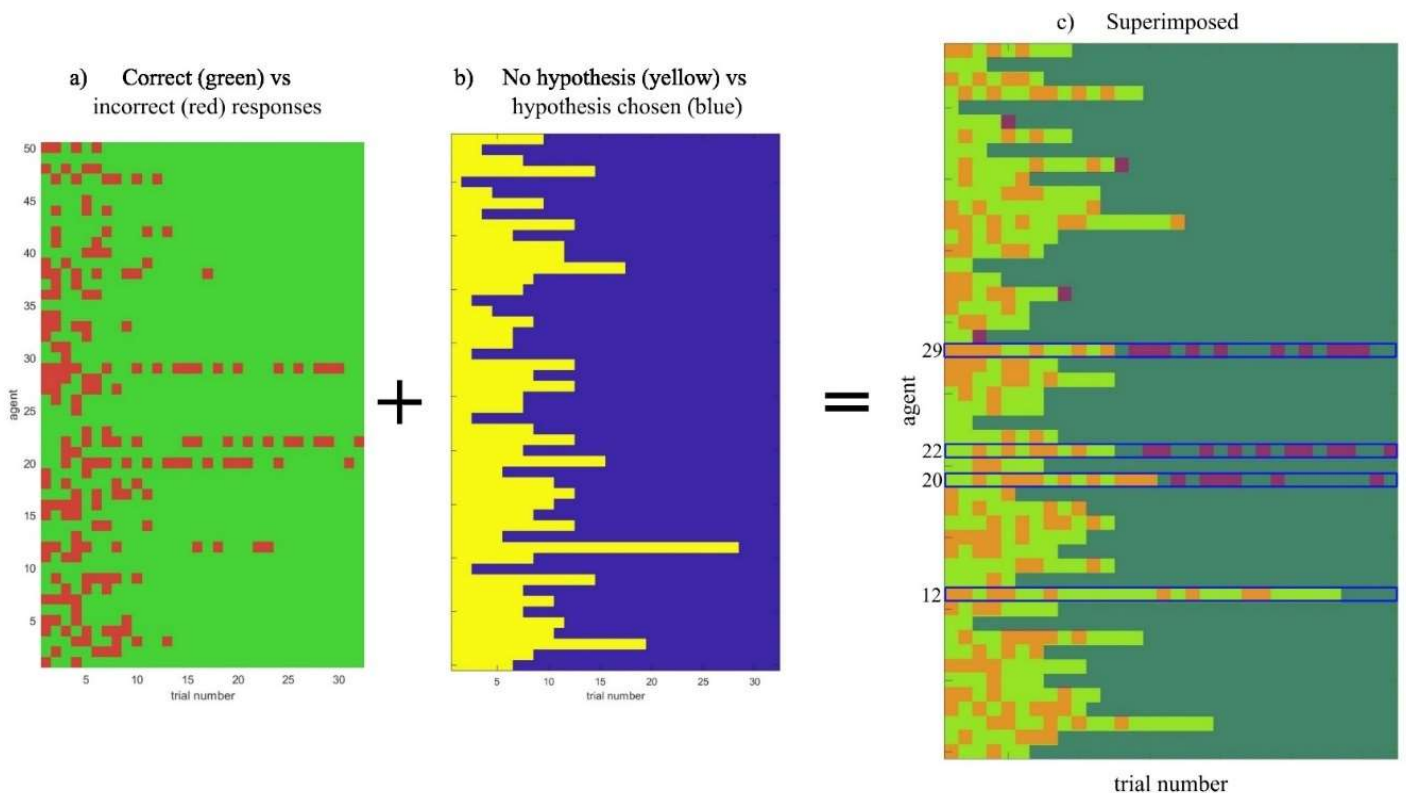 a) Correct (green) vs
incorrect (red) responses
50
45
40
35
30
25
20
15
10
5
agent
5 10 15 20 25 30
trial number
+
b) No hypothesis (yellow) vs
hypothesis chosen (blue)
5 10 15 20 25 30
trial number
=
c) Superimposed
29
22
20
12
agent
trial number